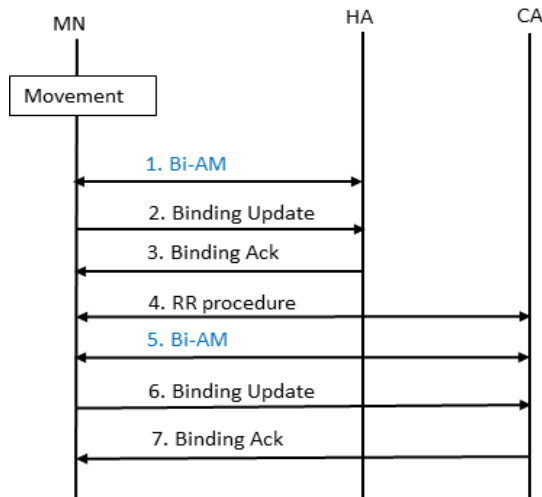 MN
HA
CA
Movement
1. Bi-AM
2. Binding Update
3. Binding Ack
4. RR procedure
5. Bi-AM
6. Binding Update
7. Binding Ack